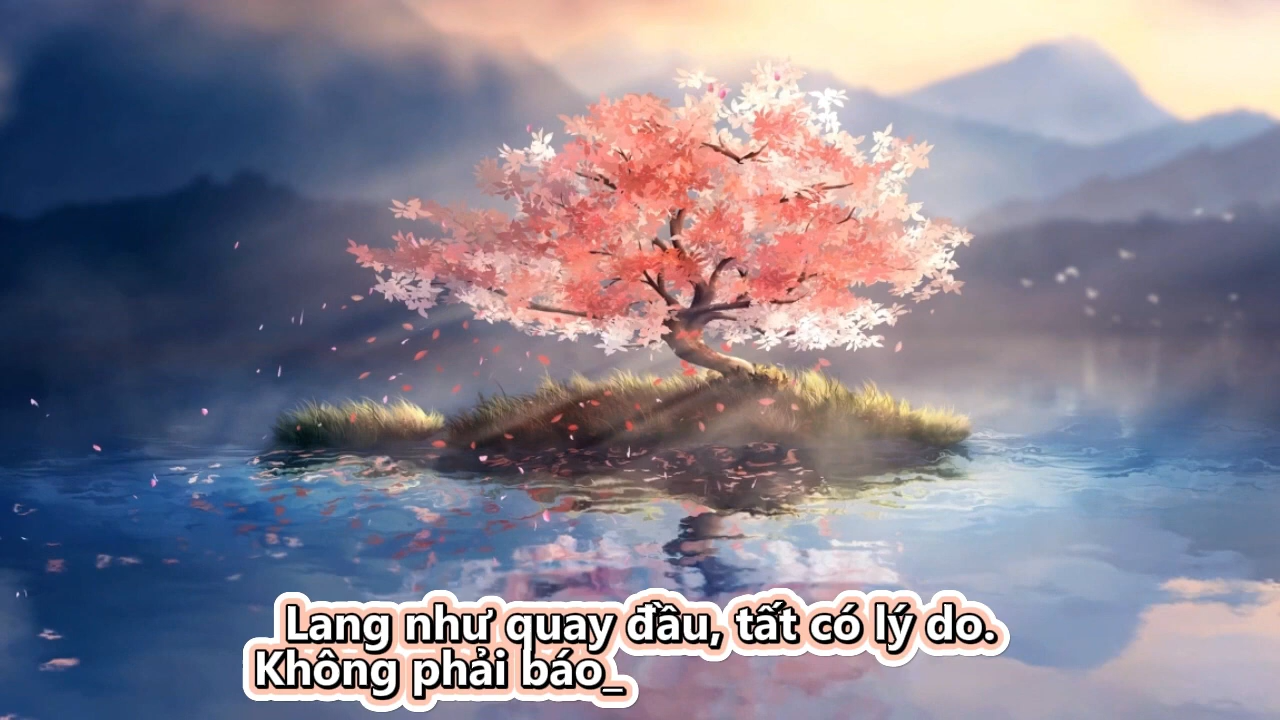 Lang như quay đầu, tất có lý do.
Không phải báo_